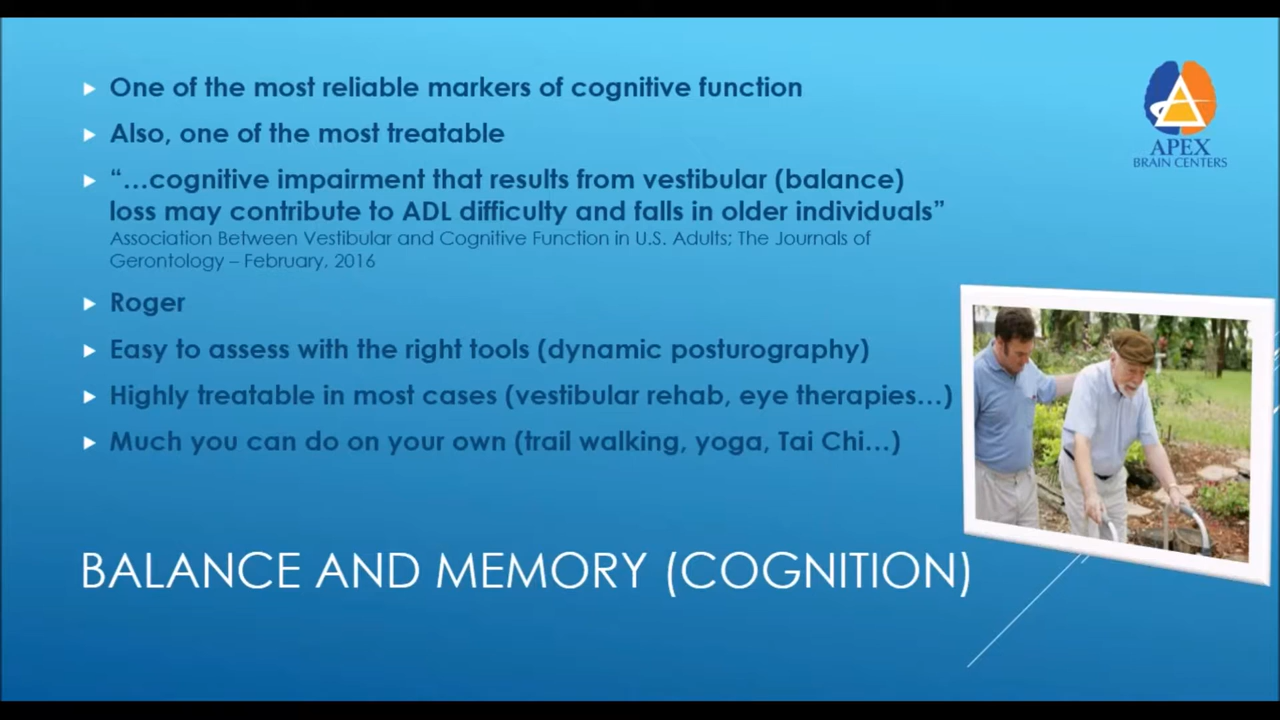 One of the most reliable markers of cognitive function
Also, one of the most treatable
“…cognitive impairment that results from vestibular (balance)
loss may contribute to ADL difficulty and falls in older individuals”
Association Between Vestibular and Cognitive Function in U.S. Adults; The Journals of
Gerontology – February, 2016
Roger
Easy to assess with the right tools (dynamic posturography)
Highly treatable in most cases (vestibular rehab, eye therapies…)
Much you can do on your own (trail walking, yoga, Tai Chi…)
BALANCE AND MEMORY (COGNITION)
APEX
BRAIN CENTERS